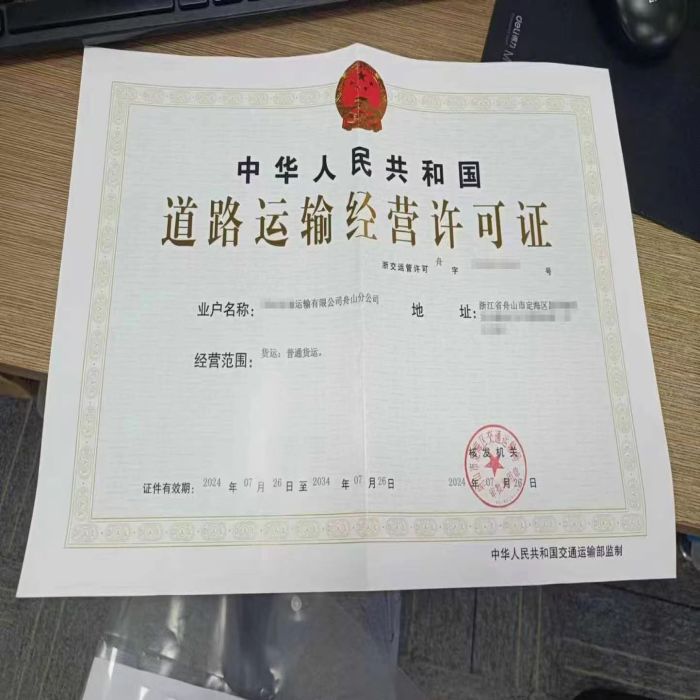 deli 得力
中华人民共和国
道路运输经营许可证
浙交运管许可 舟 字 号
业户名称： 运输有限公司舟山分公司
地 址： 浙江省舟山市定海区
经营范围： 货运：普通货运。
核发机关
证件有效期： 2024 年 07 月 26 日 至 2034 年 07 月 26 日
2024 年 07 月 26 日
中华人民共和国交通运输部监制